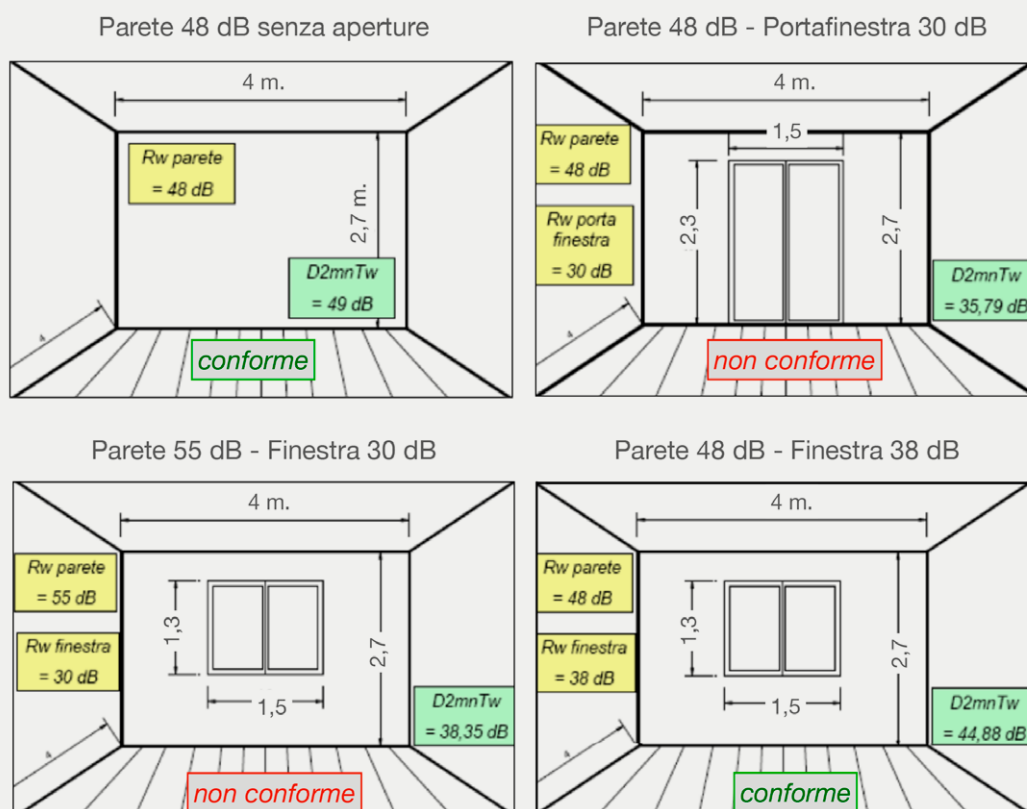 Parete 48 dB senza aperture
4 m.
Rw parete
= 48 dB
2,7 m.
D2mnTw
= 49 dB
4
conforme
Parete 48 dB - Portafinestra 30 dB
4 m.
1,5
Rw parete
= 48 dB
2,3
2,7
Rw porta
finestra
= 30 dB
D2mnTw
= 35,79 dB
4
non conforme
Parete 55 dB - Finestra 30 dB
4 m.
Rw parete
= 55 dB
1,3
2,7
Rw finestra
= 30 dB
1,5
D2mnTw
= 38,35 dB
4
non conforme
Parete 48 dB - Finestra 38 dB
4 m.
Rw parete
= 48 dB
1,3
2,7
Rw finestra
= 38 dB
1,5
D2mnTw
= 44,88 dB
4
conforme